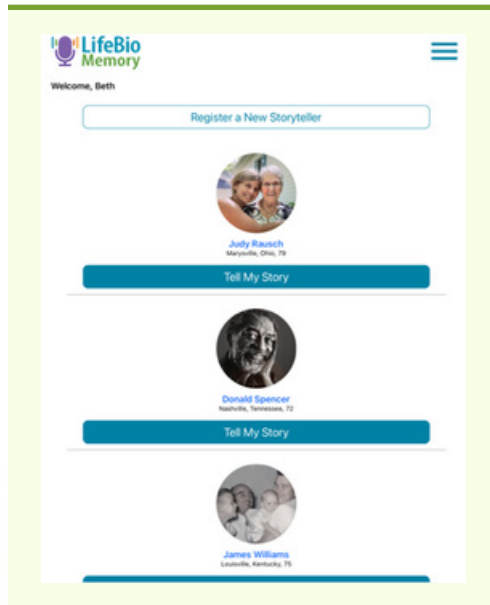 LifeBio
Memory
Welcome, Beth
Register a New Storyteller
Judy Rausch
Marysville, Ohio, 79
Tell My Story
Donald Spencer
Nashville, Tennessee, 72
Tell My Story
James Williams
Louisville, Kentucky, 75